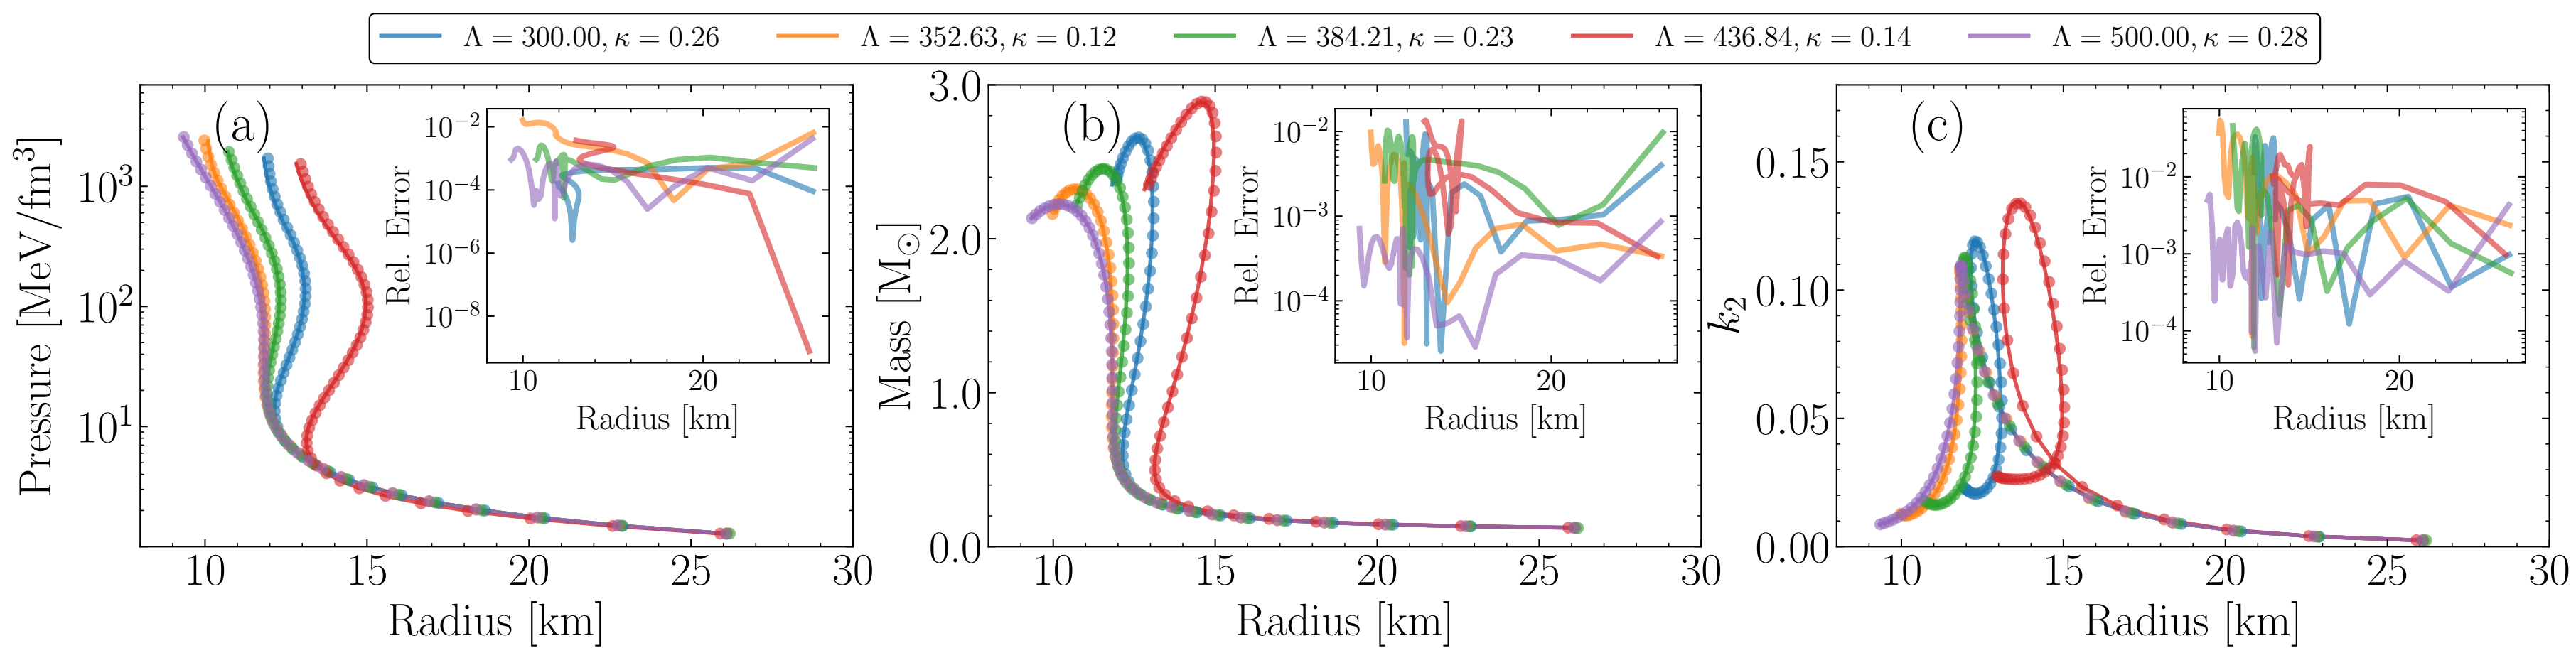 Λ = 300.00, κ = 0.26
Λ = 352.63, κ = 0.12
Λ = 384.21, κ = 0.23
Λ = 436.84, κ = 0.14
Λ = 500.00, κ = 0.28
(a)
Pressure [MeV/fm³]
10³
10²
10¹
10 15 20 25 30
Radius [km]
Rel. Error
10⁻²
10⁻⁴
10⁻⁶
10⁻⁸
10 20
Radius [km]
(b)
Mass [M⊙]
3.0
2.0
1.0
0.0
10 15 20 25 30
Radius [km]
Rel. Error
10⁻²
10⁻³
10⁻⁴
10 20
Radius [km]
(c)
k₂
0.15
0.10
0.05
0.00
10 15 20 25 30
Radius [km]
Rel. Error
10⁻²
10⁻³
10⁻⁴
10 20
Radius [km]